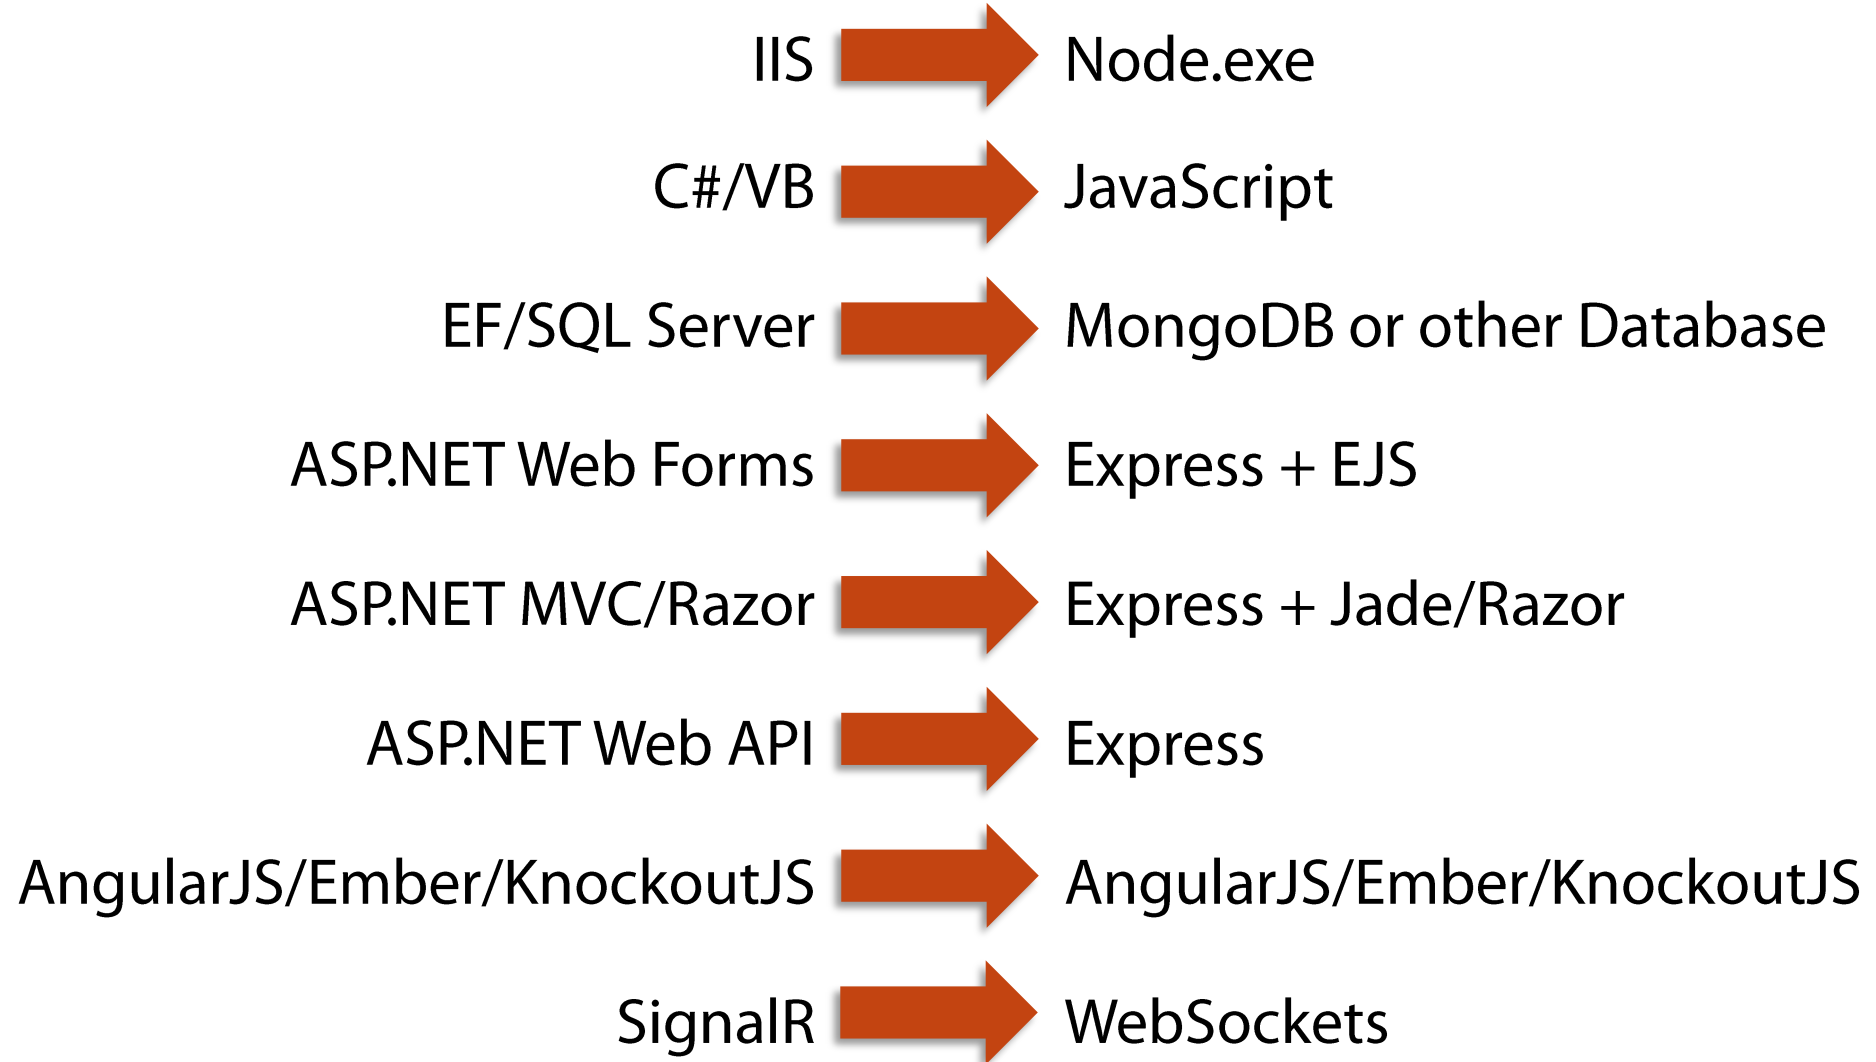 IIS Node.exe
C#/VB JavaScript
EF/SQL Server MongoDB or other Database
ASP.NET Web Forms Express + EJS
ASP.NET MVC/Razor Express + Jade/Razor
ASP.NET Web API Express
AngularJS/Ember/KnockoutJS AngularJS/Ember/KnockoutJS
SignalR WebSockets